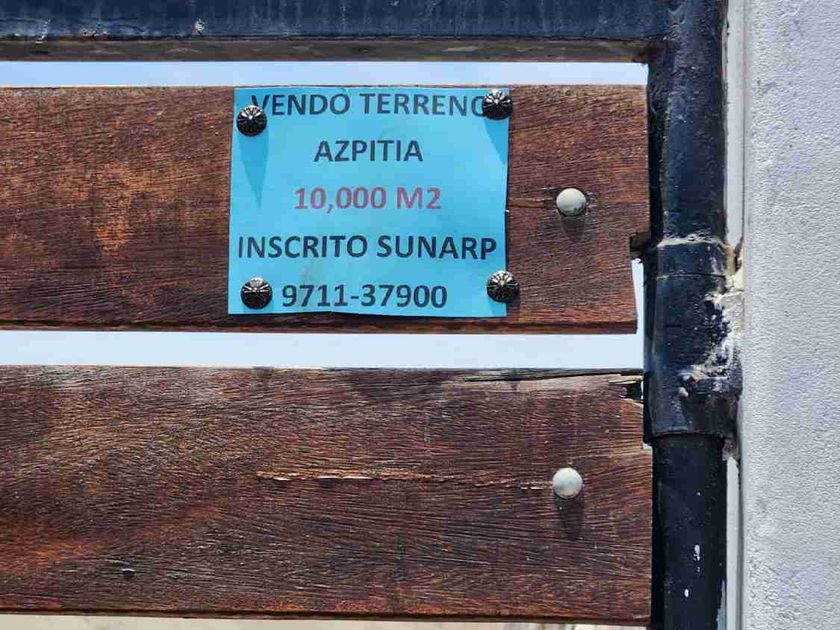 VENDO TERRENO
AZPITIA
10,000 M2
INSCRITO SUNARP
9711-37900